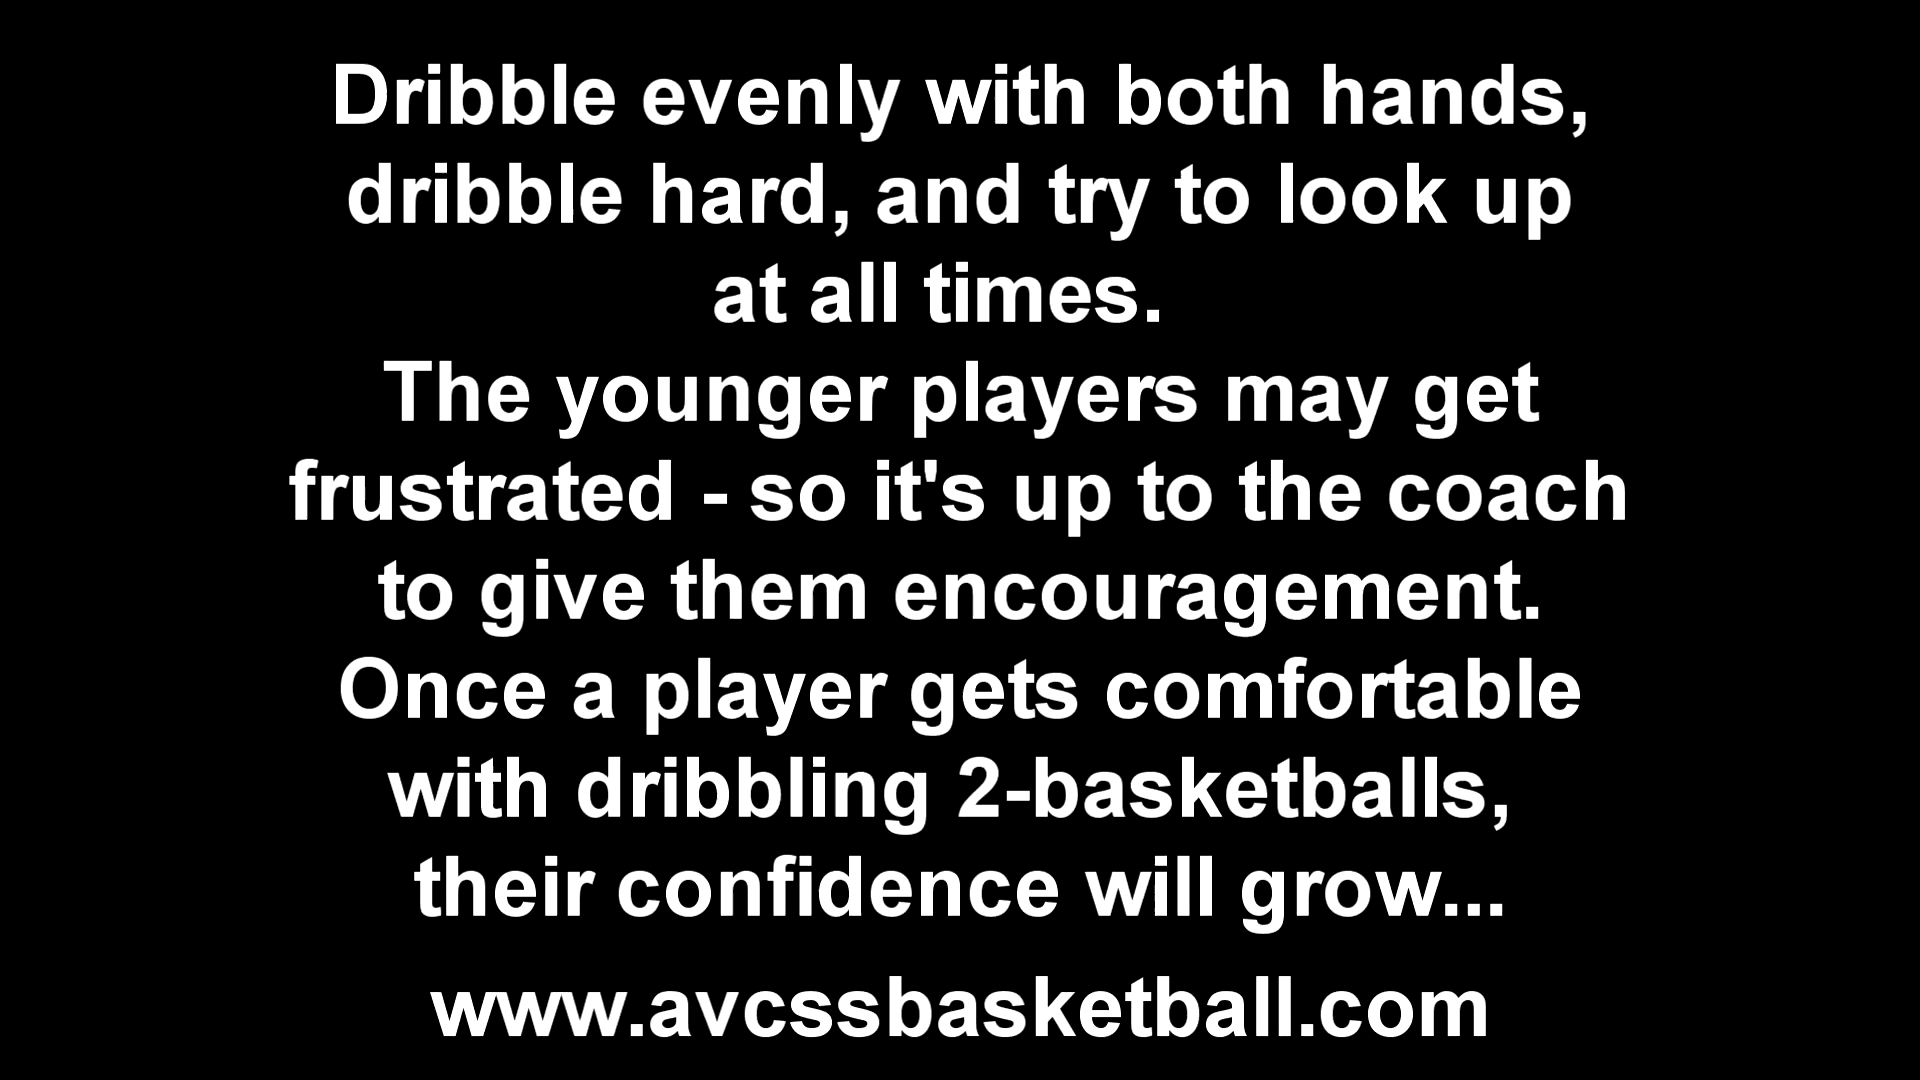 Dribble evenly with both hands,
dribble hard, and try to look up
at all times.
The younger players may get
frustrated - so it's up to the coach
to give them encouragement.
Once a player gets comfortable
with dribbling 2-basketballs,
their confidence will grow...
www.avcssbasketball.com